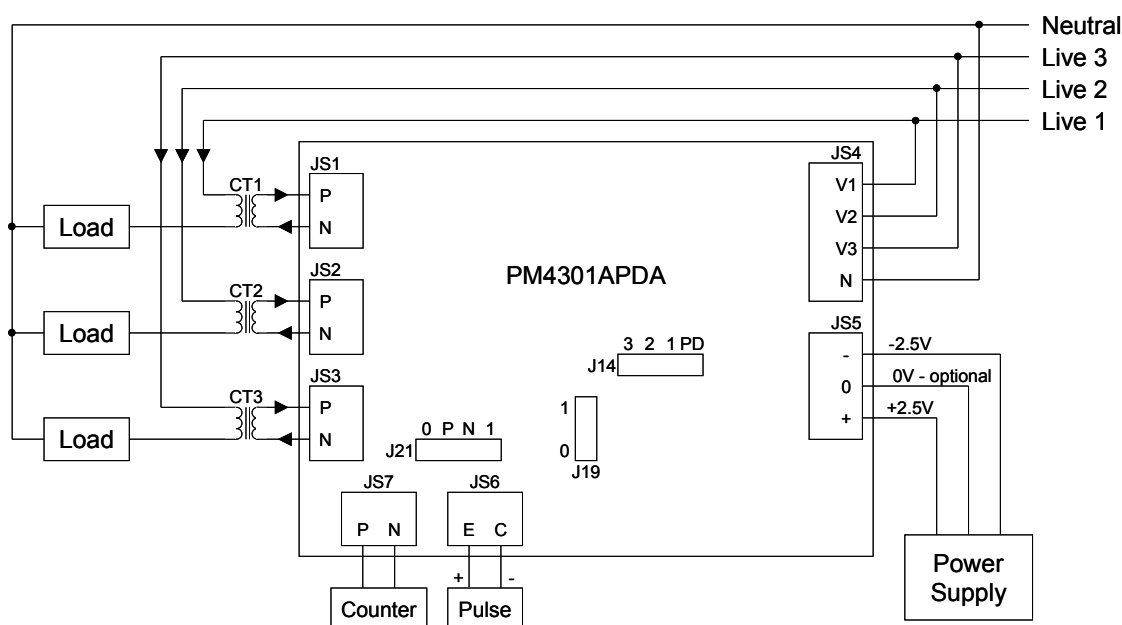 Neutral
Live 3
Live 2
Live 1
JS1
JS4
CT1
P
V1
Load
N
V2
V3
JS2
PM4301APDA
N
CT2
P
Load
N
JS5
3 2 1 PD
-2.5V
J14
-
JS3
0V - optional
0
CT3
P
1
+2.5V
+
Load
N
0 P N 1
J21
0
J19
JS7
JS6
P N
E C
Power
Supply
+ -
Counter
Pulse